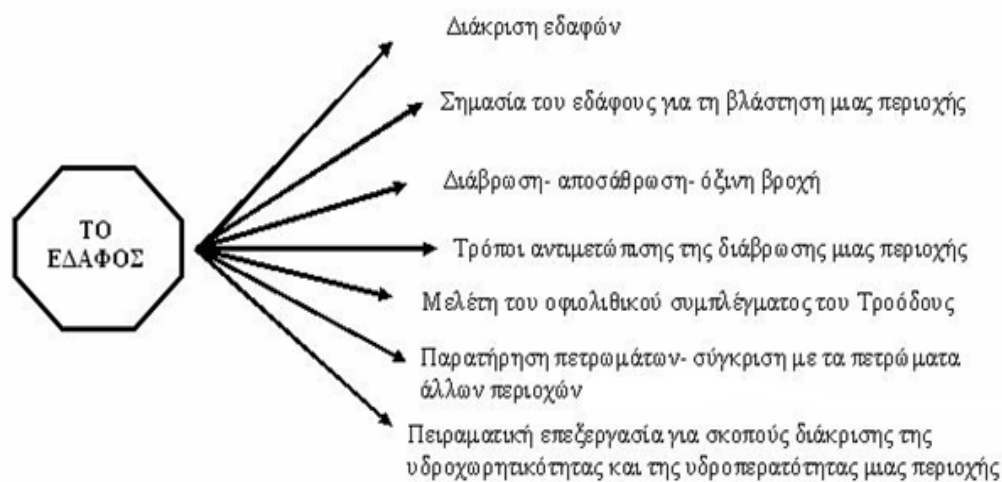 Διάκριση εδαφών
Σημασία του εδάφους για τη βλάστηση μιας περιοχής
Διάβρωση- αποσάθρωση- όξινη βροχή
ΤΟ
ΕΔΑΦΟΣ
Τρόποι αντιμετώπισης της διάβρωσης μιας περιοχής
Μελέτη του οφιολιθικού συμπλέγματος του Τροόδους
Παρατήρηση πετρωμάτων- σύγκριση με τα πετρώματα
άλλων περιοχών
Πειραματική επεξεργασία για σκοπούς διάκρισης της
υδροχωρητικότητας και της υδροπερατότητας μιας περιοχής